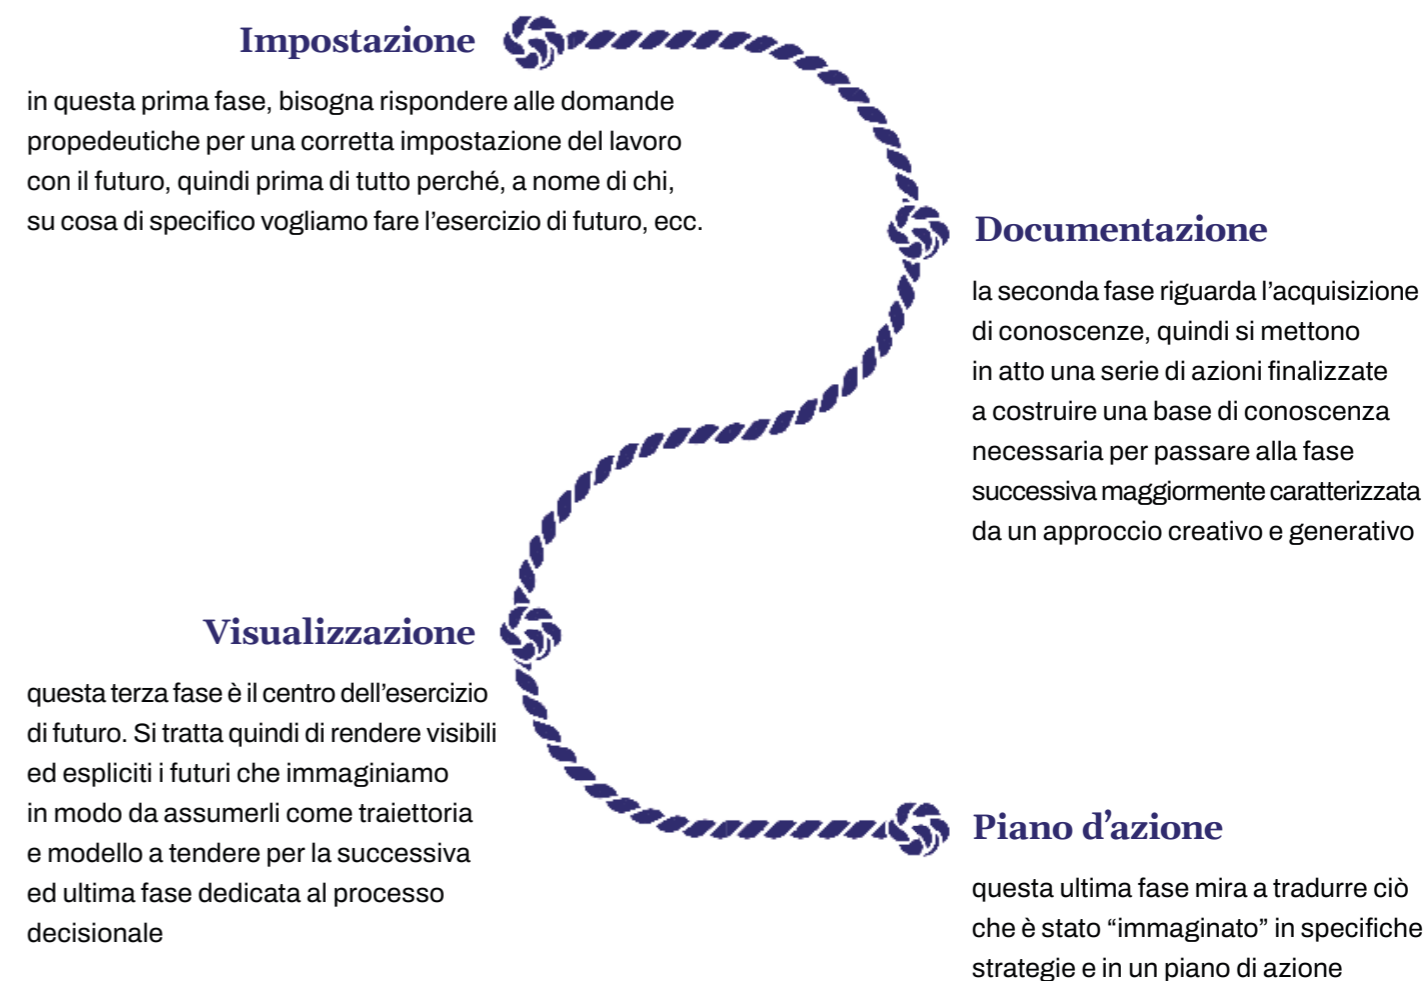 Impostazione
in questa prima fase, bisogna rispondere alle domande
propedeutiche per una corretta impostazione del lavoro
con il futuro, quindi prima di tutto perché, a nome di chi,
su cosa di specifico vogliamo fare l’esercizio di futuro, ecc.
Documentazione
la seconda fase riguarda l’acquisizione
di conoscenze, quindi si mettono
in atto una serie di azioni finalizzate
a costruire una base di conoscenza
necessaria per passare alla fase
successiva maggiormente caratterizzata
da un approccio creativo e generativo
Visualizzazione
questa terza fase è il centro dell’esercizio
di futuro. Si tratta quindi di rendere visibili
ed espliciti i futuri che immaginiamo
in modo da assumerli come traiettoria
e modello a tendere per la successiva
ed ultima fase dedicata al processo
decisionale
Piano d’azione
questa ultima fase mira a tradurre ciò
che è stato “immaginato” in specifiche
strategie e in un piano di azione